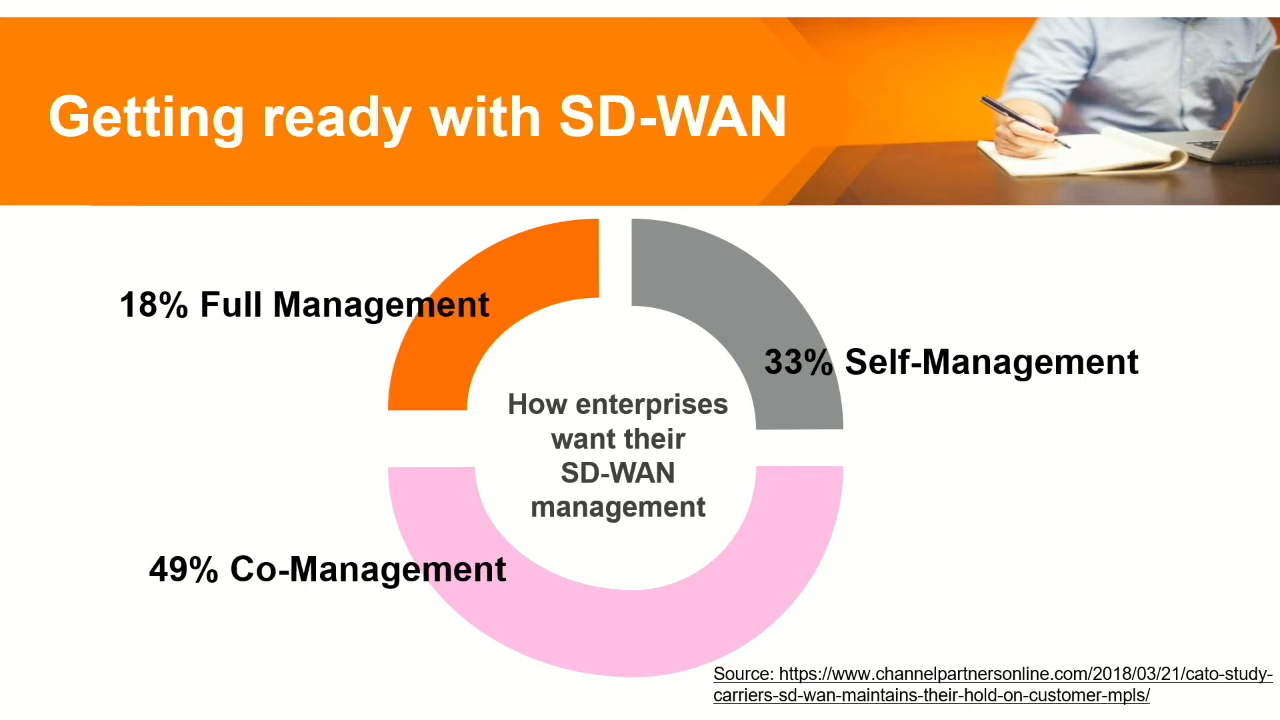 Getting ready with SD-WAN
18% Full Management
33% Self-Management
How enterprises
want their
SD-WAN
management
49% Co-Management
Source: https://www.channelpartnersonline.com/2018/03/21/cato-study-
carriers-sd-wan-maintains-their-hold-on-customer-mpls/